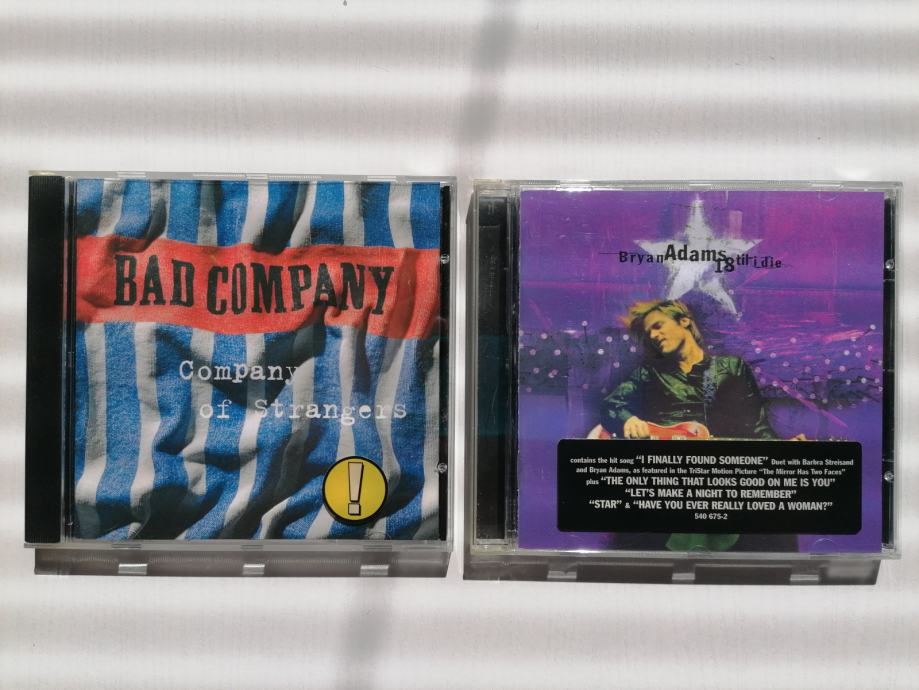 BAD COMPANY
Company
of Strangers
!
Bryan Adams
18 til i die
contains the hit song "I FINALLY FOUND SOMEONE" Duet with Barbra Streisand
and Bryan Adams, as featured in the TriStar Motion Picture "The Mirror Has Two Faces"
plus "THE ONLY THING THAT LOOKS GOOD ON ME IS YOU"
"LET'S MAKE A NIGHT TO REMEMBER"
"STAR" & "HAVE YOU EVER REALLY LOVED A WOMAN?"
540 675-2